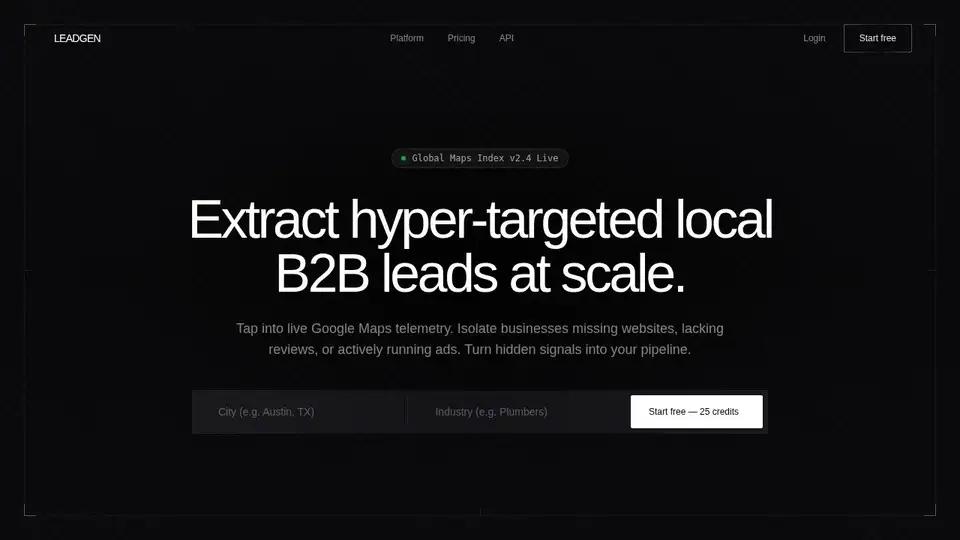 LEADGEN
Platform
Pricing
API
Login
Start free
Global Maps Index v2.4 Live
Extract hyper-targeted local
B2B leads at scale.
Tap into live Google Maps telemetry. Isolate businesses missing websites, lacking
reviews, or actively running ads. Turn hidden signals into your pipeline.
City (e.g. Austin, TX)
Industry (e.g. Plumbers)
Start free — 25 credits